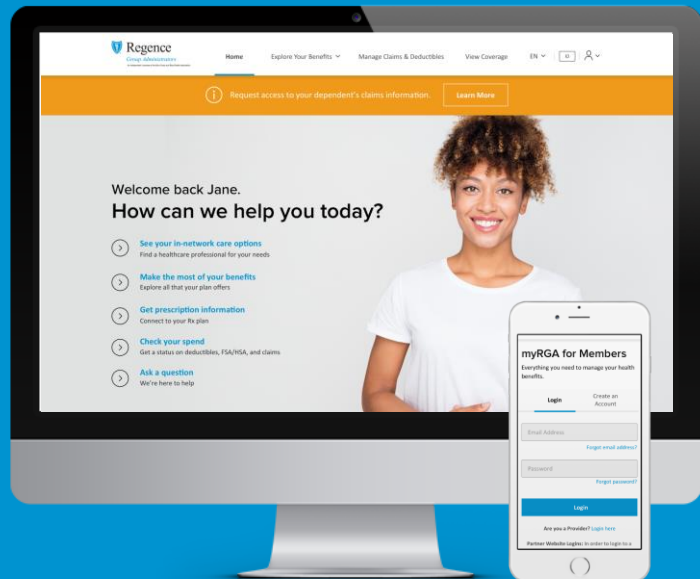 Regence
Group Administrators
Home
Explore Your Benefits
Manage Claims & Deductibles
View Coverage
EN
Request access to your dependent's claims information.
Learn More
Welcome back Jane.
How can we help you today?
See your in-network care options
Find a healthcare professional for your needs
Make the most of your benefits
Explore all that your plan offers
Get prescription information
Connect to your Rx plan
Check your spend
Get a status on deductibles, FSA/HSA, and claims
Ask a question
We're here to help
myRGA for Members
Everything you need to manage your health
benefits.
Login
Create an
Account
Email Address
Forgot email address?
Password
Forgot password?
Login
Are you a Provider? Login here
Partner Website Logins: In order to login to a